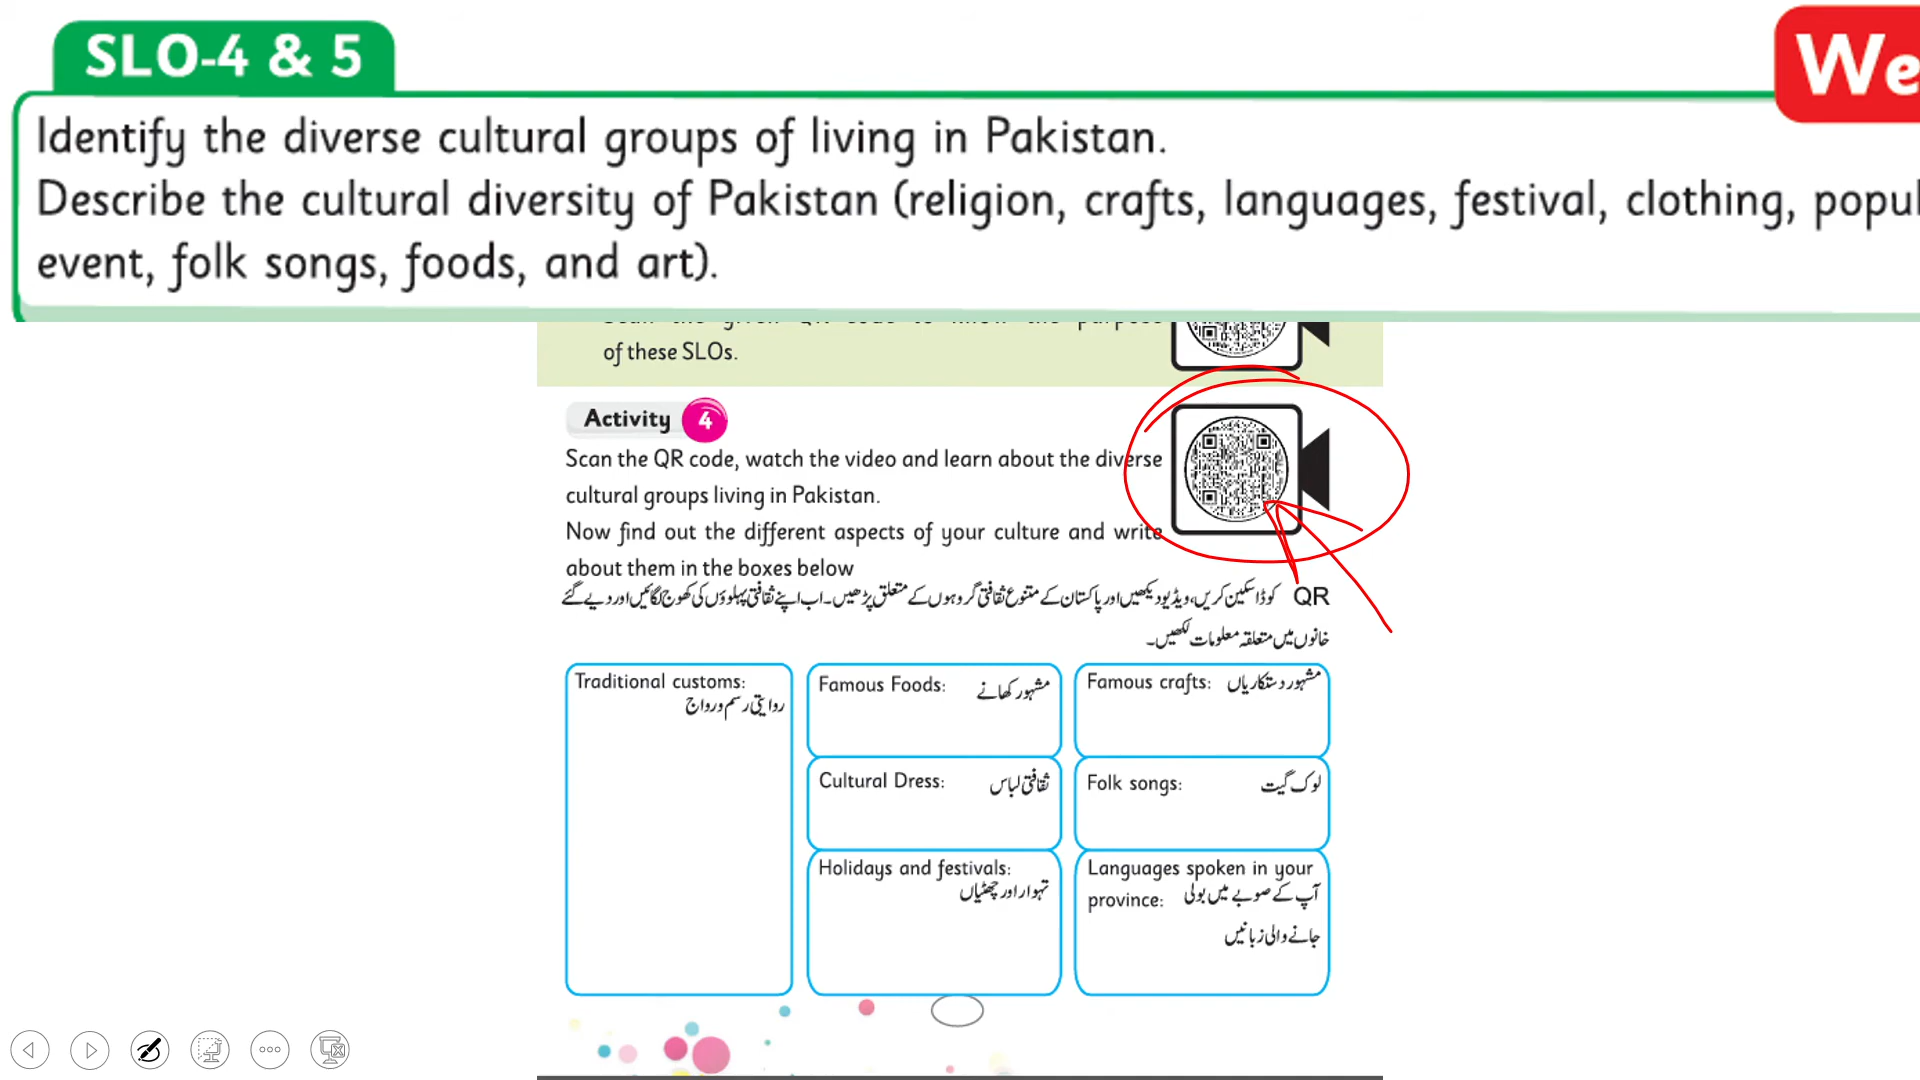 SLO-4 & 5
We
Identify the diverse cultural groups of living in Pakistan.
Describe the cultural diversity of Pakistan (religion, crafts, languages, festival, clothing, popul
event, folk songs, foods, and art).
of these SLOs.
Activity 4
Scan the QR code, watch the video and learn about the diverse
cultural groups living in Pakistan.
Now find out the different aspects of your culture and write
about them in the boxes below
QR کوڈ اسکین کریں، ویڈیو دیکھیں اور پاکستان کے متنوع ثقافتی گروہوں کے متعلق پڑھیں۔ اب اپنے ثقافتی پہلوؤں کی کھوج لگائیں اور دیے گئے
خانوں میں متعلقہ معلومات لکھیں۔
Traditional customs:
روایتی رسم و رواج
Famous Foods: مشہور کھانے
Famous crafts: مشہور دستکاریاں
Cultural Dress: ثقافتی لباس
Folk songs: لوک گیت
Holidays and festivals:
تہوار اور چھٹیاں
Languages spoken in your
province: آپ کے صوبے میں بولی
جانے والی زبانیں